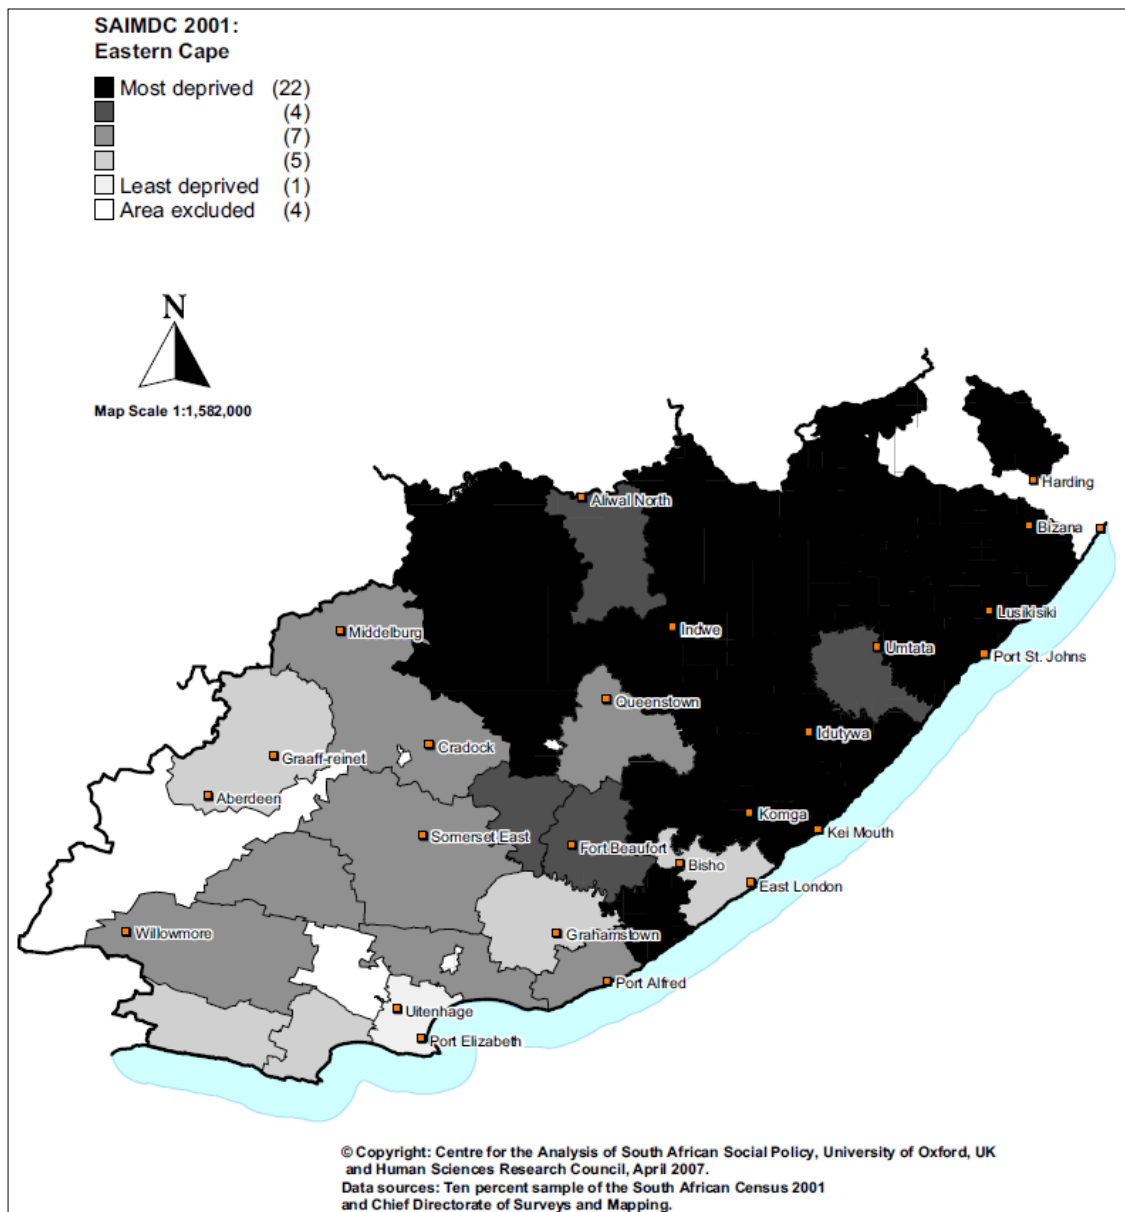 SAIMDC 2001:
Eastern Cape
Most deprived (22)
(4)
(7)
(5)
Least deprived (1)
Area excluded (4)
N
Map Scale 1:1,582,000
Harding
Aliwal North
Bizana
Lusikisiki
Middelburg
Indwe
Umtata
Port St. Johns
Queenstown
Idutywa
Cradock
Graaff-reinet
Aberdeen
Komga
Kei Mouth
Somerset East
Fort Beaufort
Bisho
East London
Willowmore
Grahamstown
Port Alfred
Uitenhage
Port Elizabeth
© Copyright: Centre for the Analysis of South African Social Policy, University of Oxford, UK
and Human Sciences Research Council, April 2007.
Data sources: Ten percent sample of the South African Census 2001
and Chief Directorate of Surveys and Mapping.